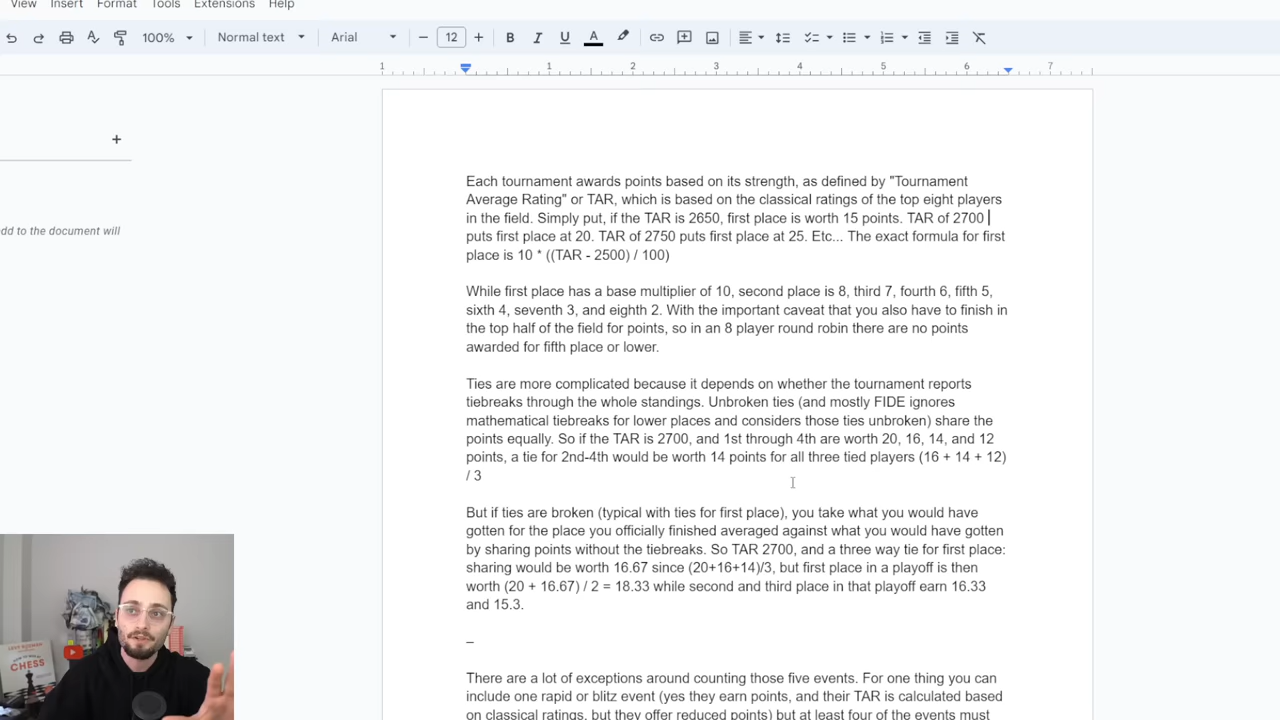 View Insert Format Tools Extensions Help
100% Normal text Arial 12 B I U A
1 1 2 3 4 5 6 7
add to the document will
Each tournament awards points based on its strength, as defined by "Tournament
Average Rating" or TAR, which is based on the classical ratings of the top eight players
in the field. Simply put, if the TAR is 2650, first place is worth 15 points. TAR of 2700
puts first place at 20. TAR of 2750 puts first place at 25. Etc... The exact formula for first
place is 10 * ((TAR - 2500) / 100)
While first place has a base multiplier of 10, second place is 8, third 7, fourth 6, fifth 5,
sixth 4, seventh 3, and eighth 2. With the important caveat that you also have to finish in
the top half of the field for points, so in an 8 player round robin there are no points
awarded for fifth place or lower.
Ties are more complicated because it depends on whether the tournament reports
tiebreaks through the whole standings. Unbroken ties (and mostly FIDE ignores
mathematical tiebreaks for lower places and considers those ties unbroken) share the
points equally. So if the TAR is 2700, and 1st through 4th are worth 20, 16, 14, and 12
points, a tie for 2nd-4th would be worth 14 points for all three tied players (16 + 14 + 12)
/ 3
But if ties are broken (typical with ties for first place), you take what you would have
gotten for the place you officially finished averaged against what you would have gotten
by sharing points without the tiebreaks. So TAR 2700, and a three way tie for first place:
sharing would be worth 16.67 since (20+16+14)/3, but first place in a playoff is then
worth (20 + 16.67) / 2 = 18.33 while second and third place in that playoff earn 16.33
and 15.3.
–
There are a lot of exceptions around counting those five events. For one thing you can
include one rapid or blitz event (yes they earn points, and their TAR is calculated based
on classical ratings, but they offer reduced points) but at least four of the events must
CHESS